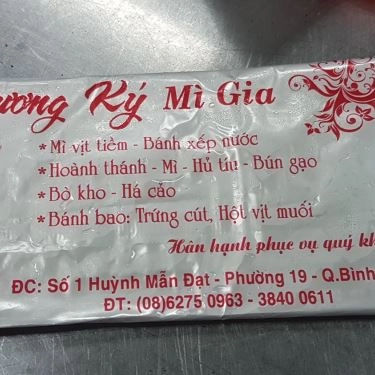 ương Ký Mì Gia
* Mì vịt tiềm - Bánh xếp nước
* Hoành thánh - Mì - Hủ tíu - Bún gạo
* Bò kho - Há cảo
* Bánh bao: Trứng cút, Hột vịt muối
Hân hạnh phục vụ quý kh
ĐC: Số 1 Huỳnh Mẫn Đạt - Phường 19 - Q.Bình
ĐT: (08)6275 0963 - 3840 0611